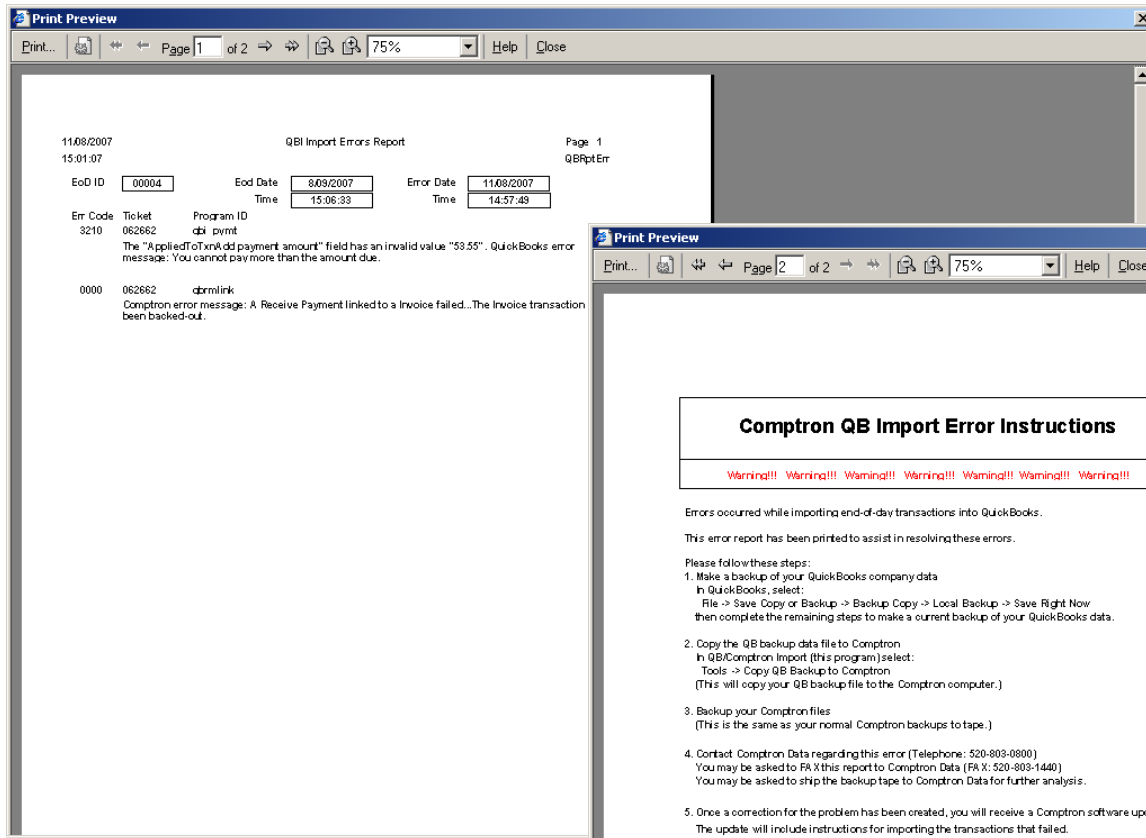 Print Preview
Print... Page 1 of 2 75% Help Close
11/08/2007 QBI Import Errors Report Page 1
15:01:07 QBRptErr
EoD ID 00004 Eod Date 8/09/2007 Error Date 11/08/2007
Time 15:06:33 Time 14:57:49
Err Code Ticket Program ID
3210 062662 qbi_pymt
The "AppliedToTxnAdd payment amount" field has an invalid value "53.55". QuickBooks error
message: You cannot pay more than the amount due.
0000 062662 qbrmlink
Comptron error message: A Receive Payment linked to a Invoice failed...The Invoice transaction
been backed-out.
Print Preview
Print... Page 2 of 2 75% Help Close
Comptron QB Import Error Instructions
Warning!!! Warning!!! Warning!!! Warning!!! Warning!!! Warning!!! Warning!!!
Errors occurred while importing end-of-day transactions into QuickBooks.
This error report has been printed to assist in resolving these errors.
Please follow these steps:
1. Make a backup of your QuickBooks company data
In QuickBooks, select:
File -> Save Copy or Backup -> Backup Copy -> Local Backup -> Save Right Now
then complete the remaining steps to make a current backup of your QuickBooks data.
2. Copy the QB backup data file to Comptron
In QB/Comptron Import (this program) select:
Tools -> Copy QB Backup to Comptron
(This will copy your QB backup file to the Comptron computer.)
3. Backup your Comptron files
(This is the same as your normal Comptron backups to tape.)
4. Contact Comptron Data regarding this error (Telephone: 520-803-0800)
You may be asked to FAX this report to Comptron Data (FAX: 520-803-1440)
You may be asked to ship the backup tape to Comptron Data for further analysis.
5. Once a correction for the problem has been created, you will receive a Comptron software upd
The update will include instructions for importing the transactions that failed.